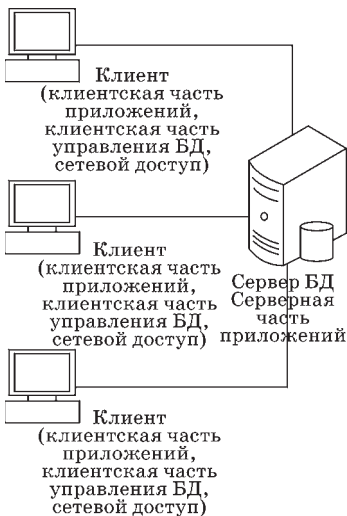 Клиент
(клиентская часть
приложений,
клиентская часть
управления БД,
сетевой доступ)
Клиент
(клиентская часть
приложений,
клиентская часть
управления БД,
сетевой доступ)
Сервер БД
Серверная
часть
приложений
Клиент
(клиентская часть
приложений,
клиентская часть
управления БД,
сетевой доступ)